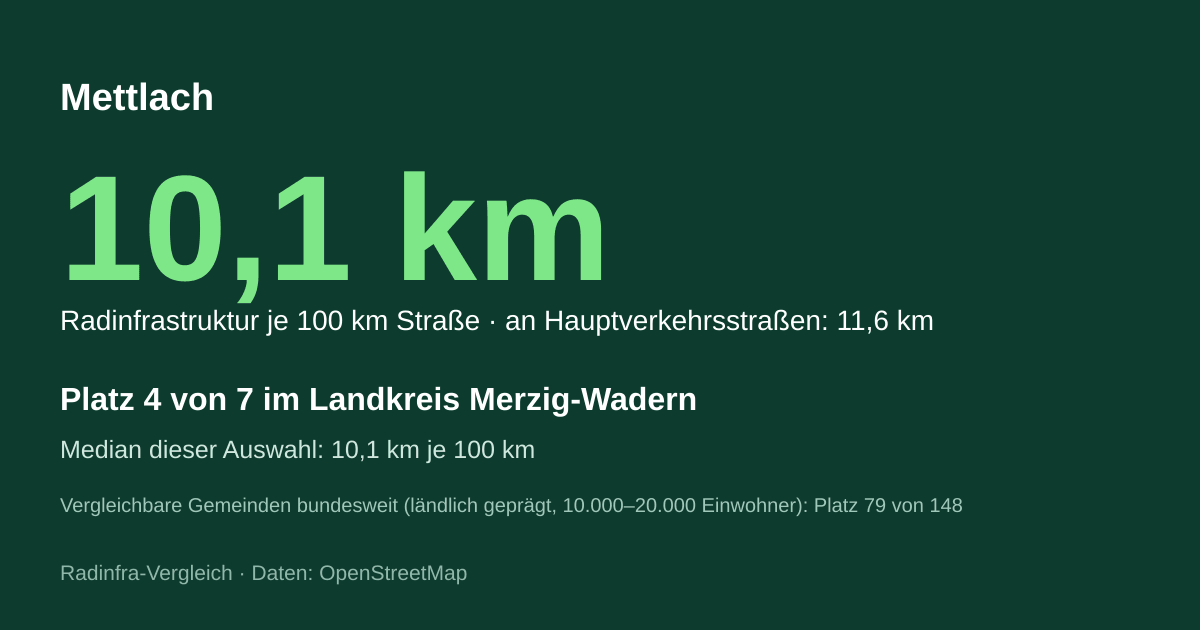 Mettlach
10,1 km
Radinfrastruktur je 100 km Straße · an Hauptverkehrsstraßen: 11,6 km
Platz 4 von 7 im Landkreis Merzig-Wadern
Median dieser Auswahl: 10,1 km je 100 km
Vergleichbare Gemeinden bundesweit (ländlich geprägt, 10.000–20.000 Einwohner): Platz 79 von 148
Radinfra-Vergleich · Daten: OpenStreetMap